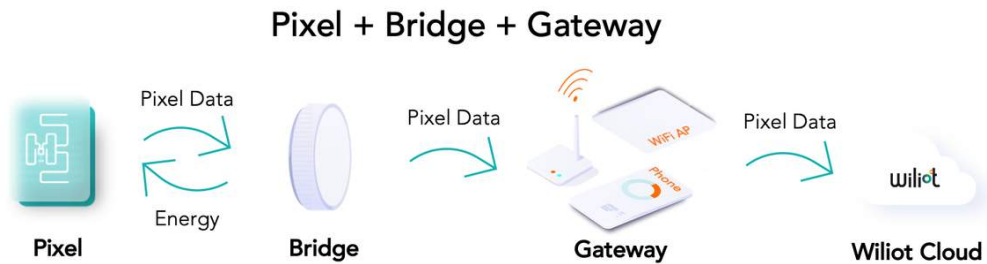 Pixel + Bridge + Gateway
Pixel Data
Energy
Pixel Data
WiFi AP
Phone
Pixel Data
wiliot
Pixel
Bridge
Gateway
Wiliot Cloud